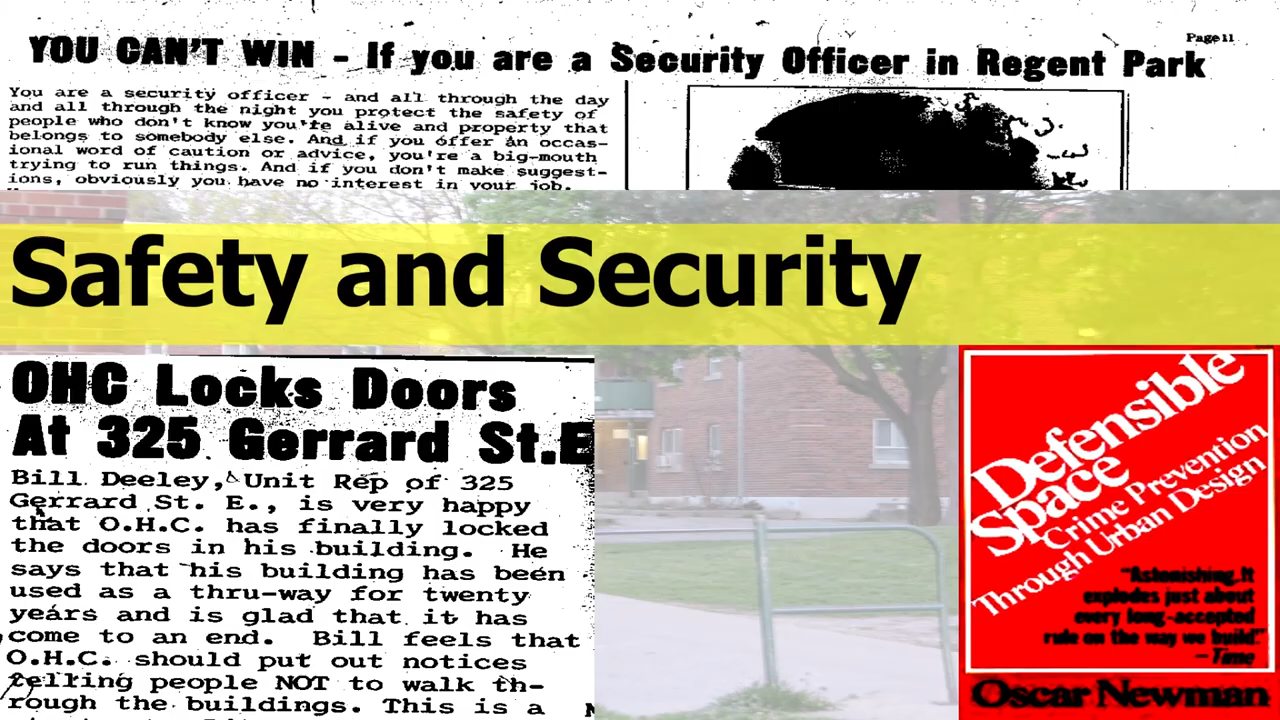 Page 11
YOU CAN'T WIN - If you are a Security Officer in Regent Park
You are a security officer - and all through the day
and all through the night you protect the safety of
people who don't know you're alive and property that
belongs to somebody else. And if you offer an occas-
ional word of caution or advice, you're a big-mouth
trying to run things. And if you don't make suggest-
ions, obviously you have no interest in your job.
Safety and Security
OHC Locks Doors
At 325 Gerrard St.E
Bill Deeley, Unit Rep of 325
Gerrard St. E., is very happy
that O.H.C. has finally locked
the doors in his building. He
says that his building has been
used as a thru-way for twenty
years and is glad that it has
come to an end. Bill feels that
O.H.C. should put out notices
telling people NOT to walk th-
rough the buildings. This is a
Defensible
Space
Crime Prevention
Through Urban Design
"Astonishing. It
explodes just about
every long-accepted
rule on the way we build."
-Time
Oscar Newman